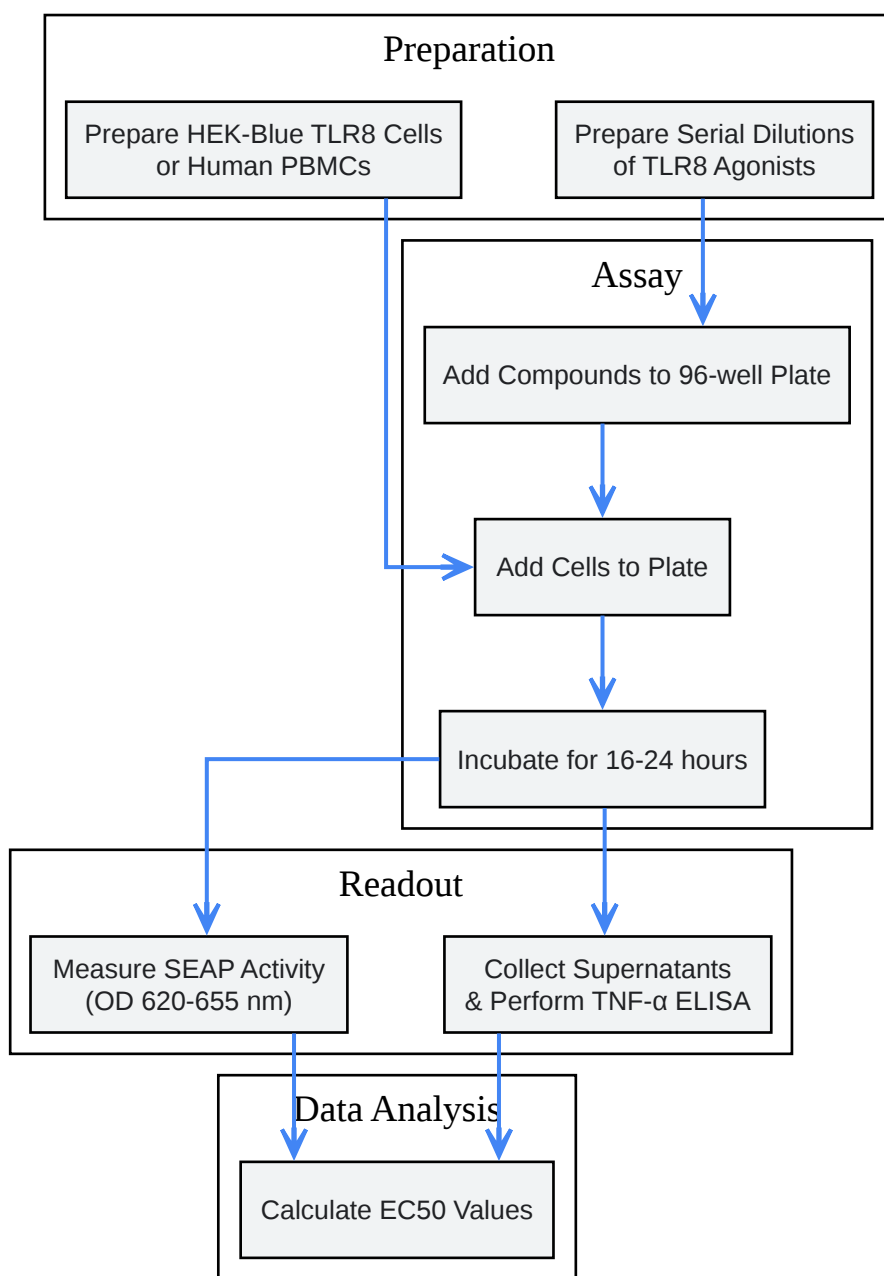 Preparation
Prepare HEK-Blue TLR8 Cells
or Human PBMCs
Prepare Serial Dilutions
of TLR8 Agonists
Assay
Add Compounds to 96-well Plate
Add Cells to Plate
Incubate for 16-24 hours
Readout
Measure SEAP Activity
(OD 620-655 nm)
Collect Supernatants
& Perform TNF-α ELISA
Data Analysis
Calculate EC50 Values